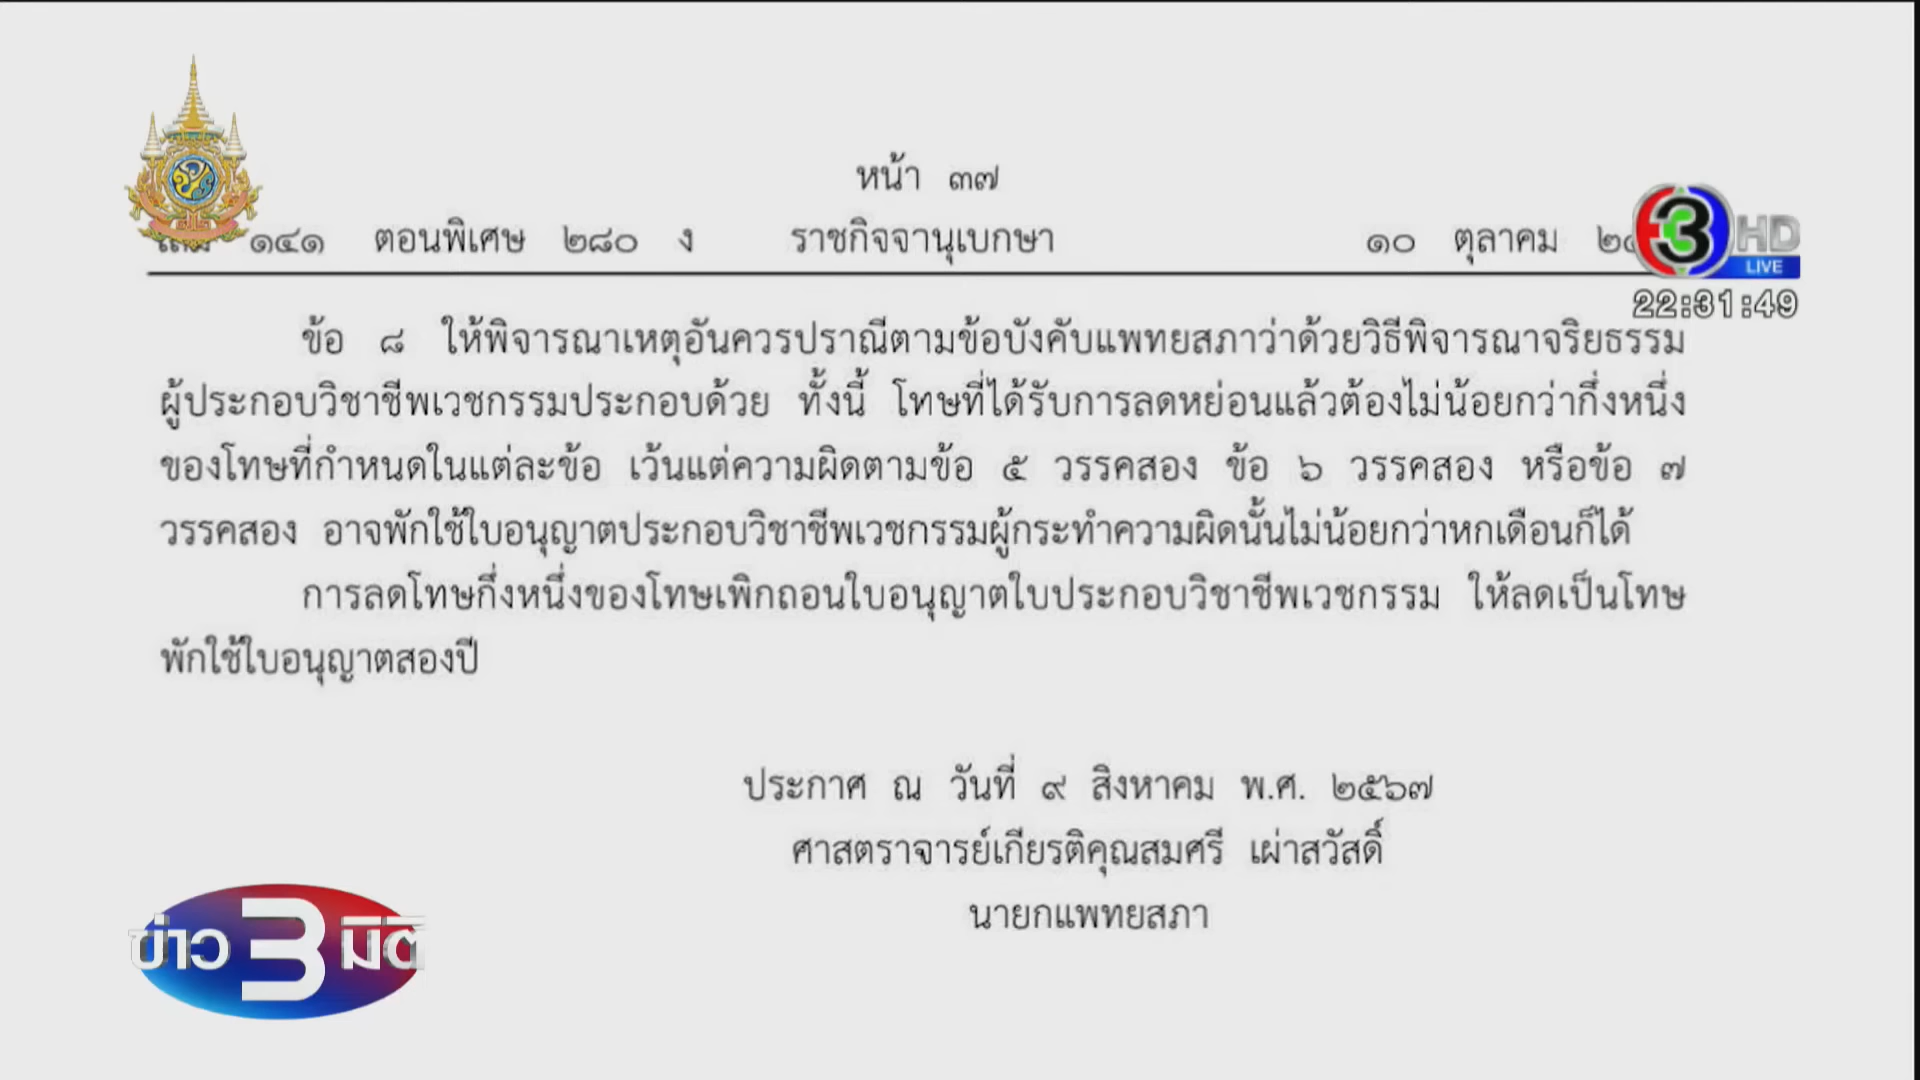 หน้า ๓๗
เล่ม ๑๔๑ ตอนพิเศษ ๒๘๐ ง ราชกิจจานุเบกษา ๑๐ ตุลาคม
3 HD
LIVE
22:31:49
ข้อ ๘ ให้พิจารณาเหตุอันควรปราณีตามข้อบังคับแพทยสภาว่าด้วยวิธีพิจารณาจริยธรรม
ผู้ประกอบวิชาชีพเวชกรรมประกอบด้วย ทั้งนี้ โทษที่ได้รับการลดหย่อนแล้วต้องไม่น้อยกว่ากึ่งหนึ่ง
ของโทษที่กำหนดในแต่ละข้อ เว้นแต่ความผิดตามข้อ ๕ วรรคสอง ข้อ ๖ วรรคสอง หรือข้อ ๗
วรรคสอง อาจพักใช้ใบอนุญาตประกอบวิชาชีพเวชกรรมผู้กระทำความผิดนั้นไม่น้อยกว่าหกเดือนก็ได้
การลดโทษกึ่งหนึ่งของโทษเพิกถอนใบอนุญาตใบประกอบวิชาชีพเวชกรรม ให้ลดเป็นโทษ
พักใช้ใบอนุญาตสองปี
ประกาศ ณ วันที่ ๙ สิงหาคม พ.ศ. ๒๕๖๗
ศาสตราจารย์เกียรติคุณสมศรี เผ่าสวัสดิ์
นายกแพทยสภา
ข่าว 3 มิติ